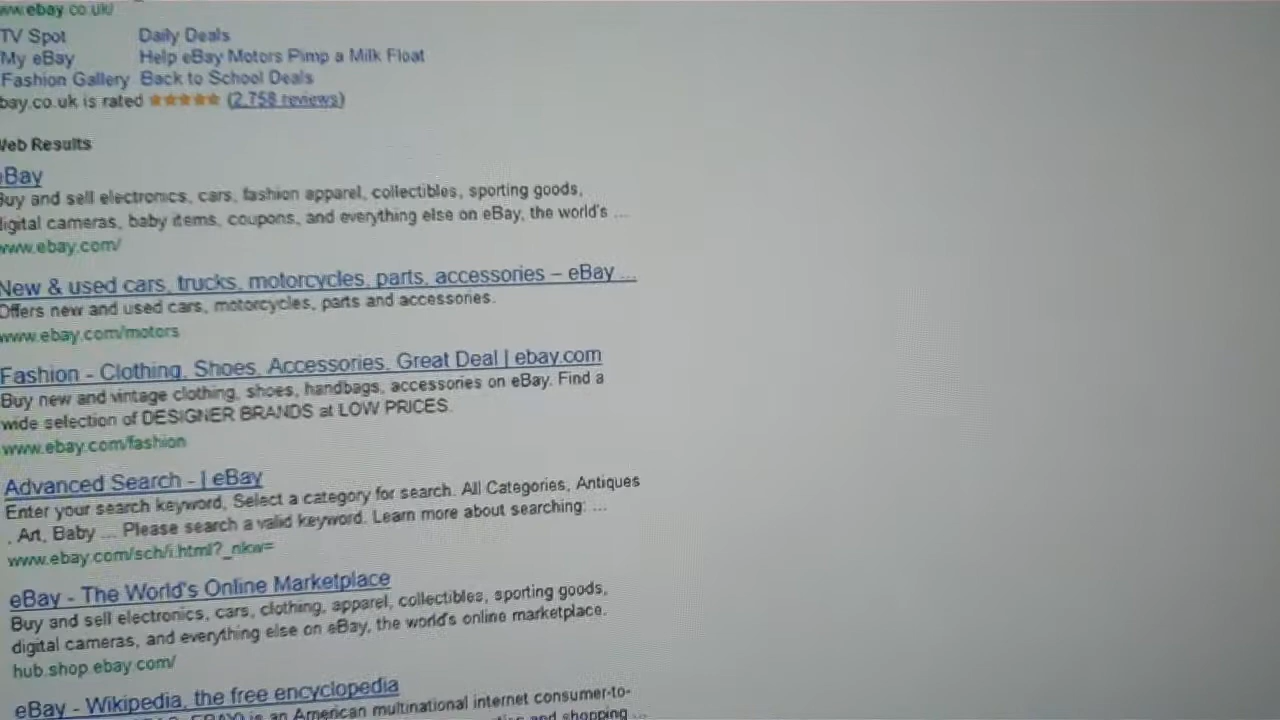 ww.ebay.co.uk/
TV Spot Daily Deals
My eBay Help eBay Motors Pimp a Milk Float
Fashion Gallery Back to School Deals
bay.co.uk is rated ★★★★★ (2,758 reviews)
Web Results
eBay
Buy and sell electronics, cars, fashion apparel, collectibles, sporting goods,
digital cameras, baby items, coupons, and everything else on eBay, the world's ...
www.ebay.com/
New & used cars, trucks, motorcycles, parts, accessories – eBay ...
Offers new and used cars, motorcycles, parts and accessories.
www.ebay.com/motors
Fashion - Clothing, Shoes, Accessories, Great Deal | ebay.com
Buy new and vintage clothing, shoes, handbags, accessories on eBay. Find a
wide selection of DESIGNER BRANDS at LOW PRICES.
www.ebay.com/fashion
Advanced Search - | eBay
Enter your search keyword, Select a category for search. All Categories, Antiques
, Art, Baby ... Please search a valid keyword. Learn more about searching: ...
www.ebay.com/sch/i.html?_nkw=
eBay - The World's Online Marketplace
Buy and sell electronics, cars, clothing, apparel, collectibles, sporting goods,
digital cameras, and everything else on eBay, the world's online marketplace.
hub.shop.ebay.com/
eBay - Wikipedia, the free encyclopedia
is an American multinational internet consumer-to-
and shopping ...